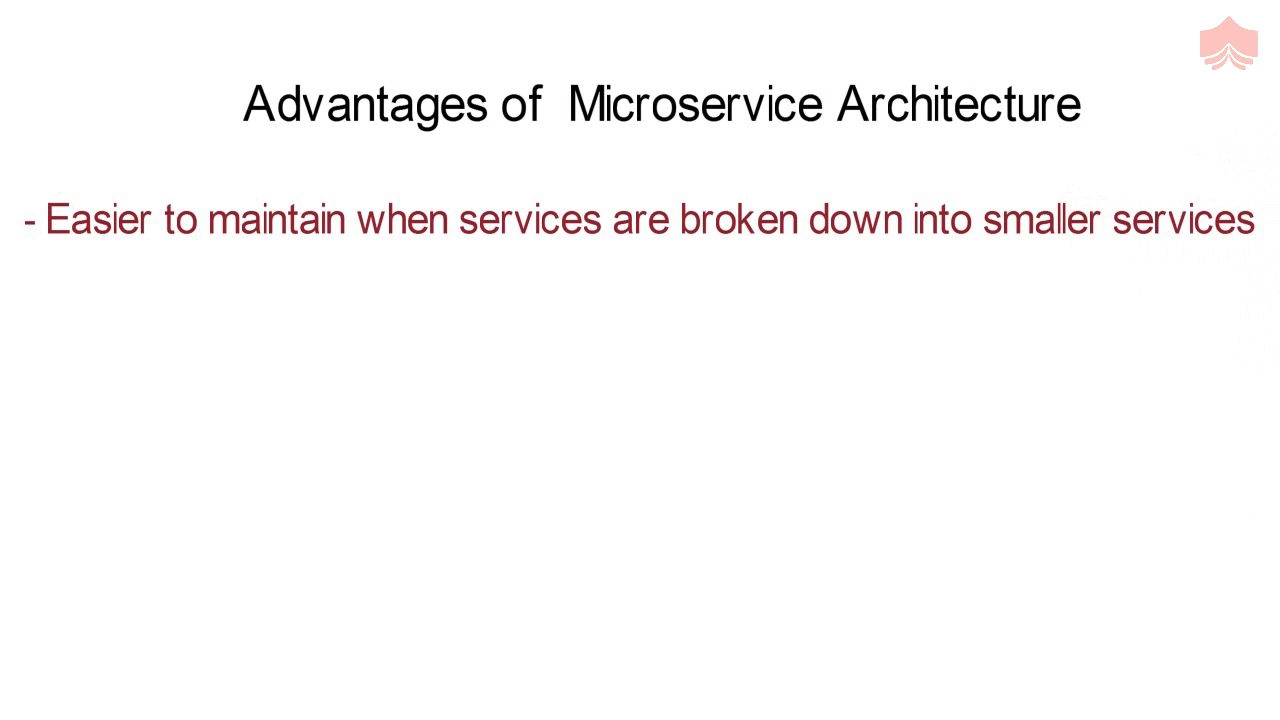 Advantages of  Microservice Architecture
- Easier to maintain when services are broken down into smaller services